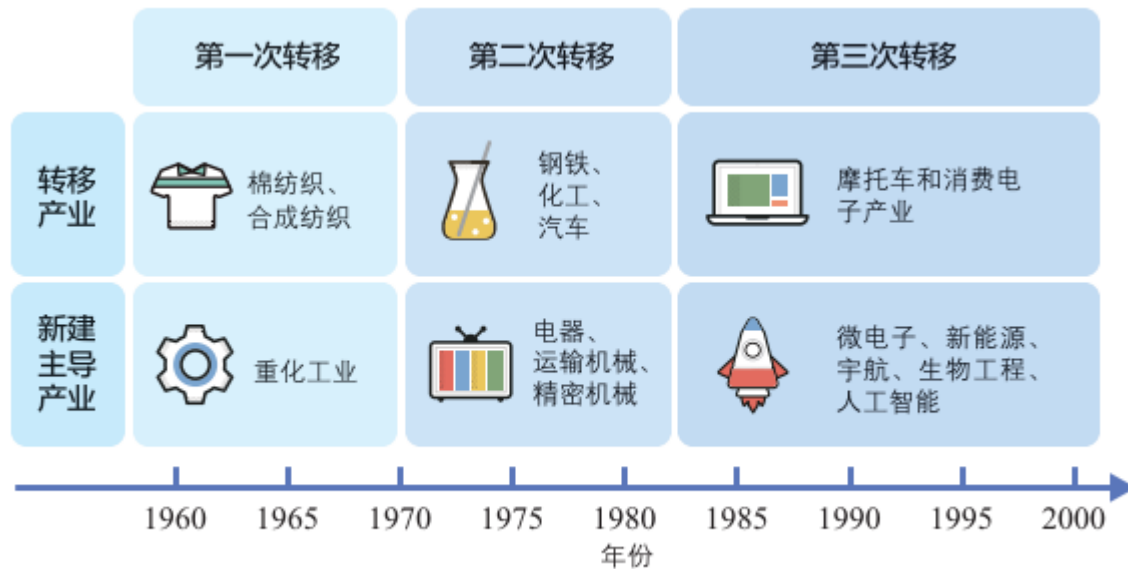 第一次转移
第二次转移
第三次转移
转移
产业
棉纺织、
合成纺织
钢铁、
化工、
汽车
摩托车和消费电
子产业
新建
主导
产业
重化工业
电器、
运输机械、
精密机械
微电子、新能源、
宇航、生物工程、
人工智能
1960 1965 1970 1975 1980 1985 1990 1995 2000
年份